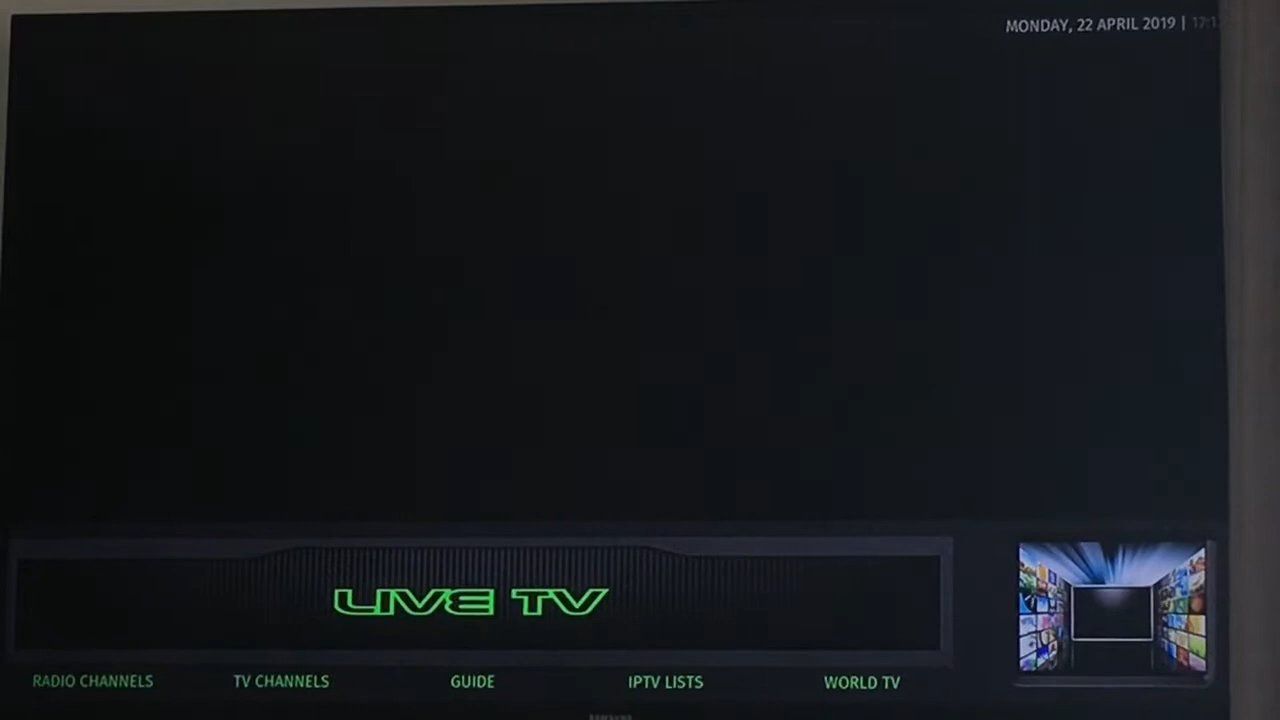 MONDAY, 22 APRIL 2019 |
LIVE TV
RADIO CHANNELS TV CHANNELS GUIDE IPTV LISTS WORLD TV